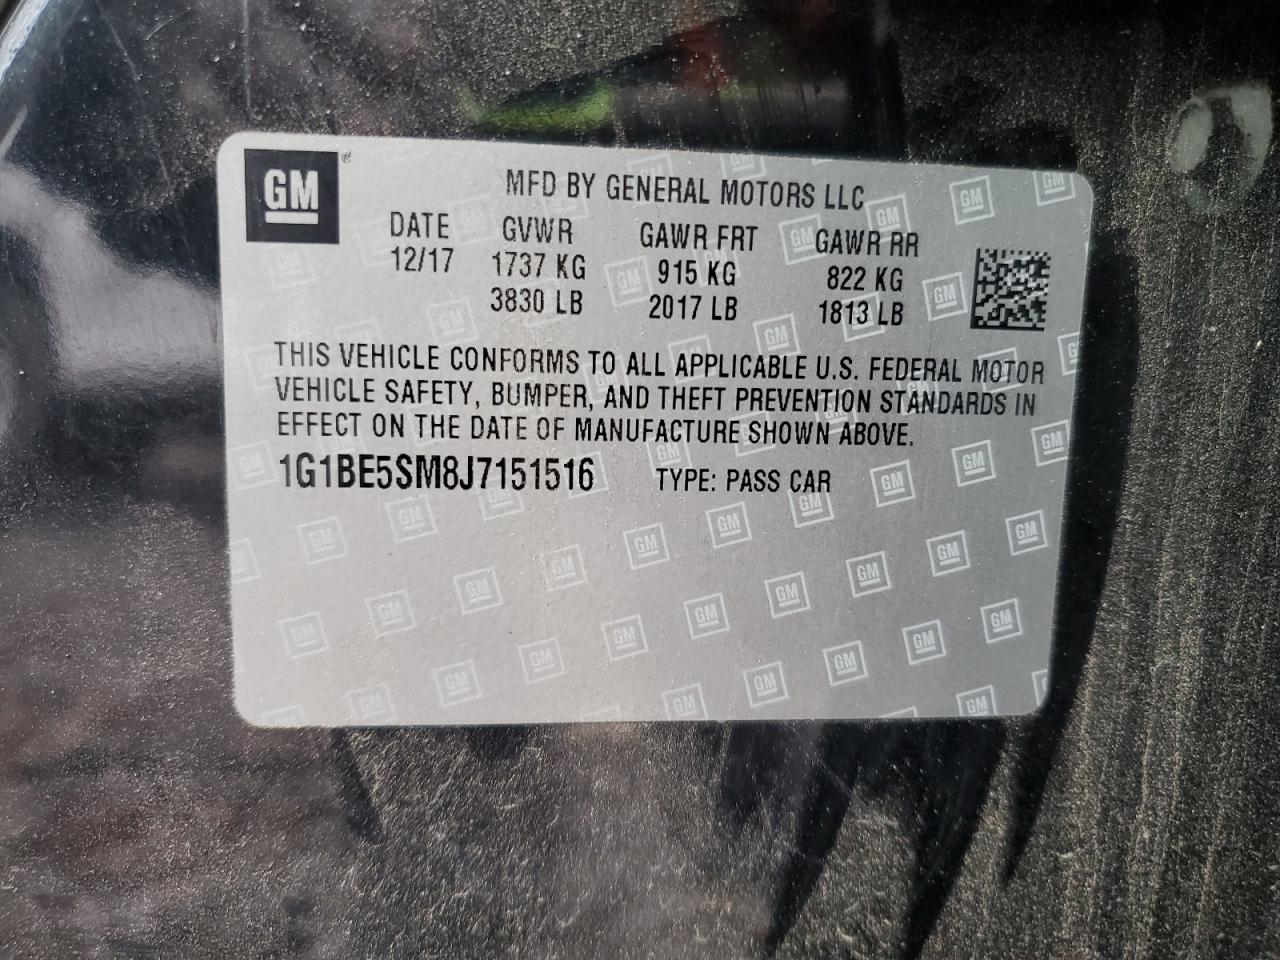 GM®
MFD BY GENERAL MOTORS LLC
DATE GVWR GAWR FRT GAWR RR
12/17 1737 KG 915 KG 822 KG
3830 LB 2017 LB 1813 LB
THIS VEHICLE CONFORMS TO ALL APPLICABLE U.S. FEDERAL MOTOR
VEHICLE SAFETY, BUMPER, AND THEFT PREVENTION STANDARDS IN
EFFECT ON THE DATE OF MANUFACTURE SHOWN ABOVE.
1G1BE5SM8J7151516 TYPE: PASS CAR